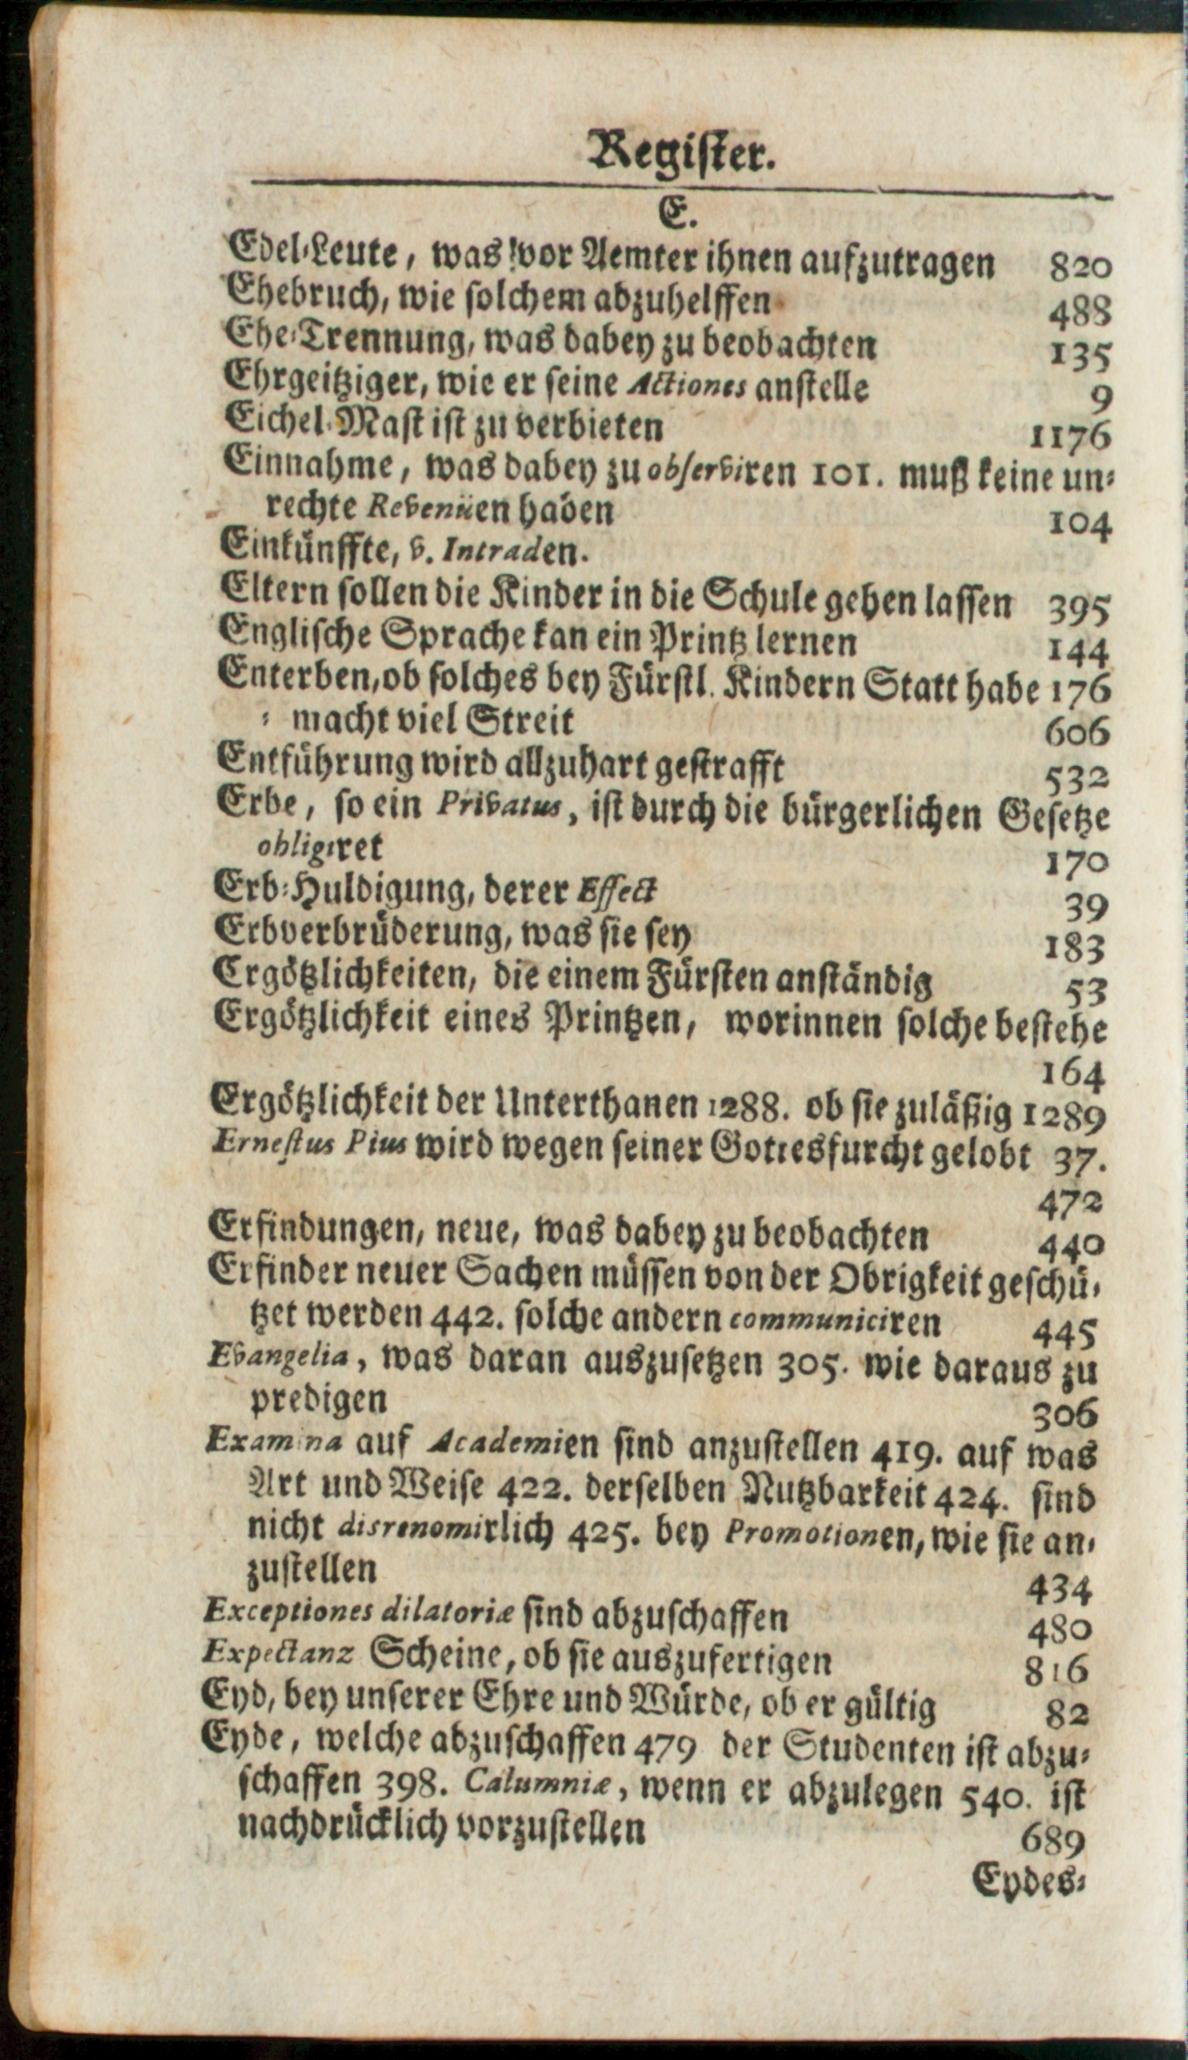 Register.
E.
Edel-Leute, was vor Aemter ihnen aufzutragen 820
Ehebruch, wie solchem abzuhelffen 488
Ehe-Trennung, was dabey zu beobachten 135
Ehrgeitziger, wie er seine Actiones anstelle 9
Eichel-Mast ist zu verbieten 1176
Einnahme, was dabey zu observiren 101. muß keine un-
rechte Revenüen haben 104
Einkünffte, v. Intraden.
Eltern sollen die Kinder in die Schule gehen lassen 395
Englische Sprache kan ein Printz lernen 144
Enterben, ob solches bey Fürstl. Kindern Statt habe 176
- macht viel Streit 606
Entführung wird allzuhart gestrafft 532
Erbe, so ein Privatus, ist durch die bürgerlichen Gesetze
obligiret 170
Erb-Huldigung, derer Effect 39
Erbverbrüderung, was sie sey 183
Ergötzlichkeiten, die einem Fürsten anständig 53
Ergötzlichkeit eines Printzen, worinnen solche bestehe
164
Ergötzlichkeit der Unterthanen 1288. ob sie zuläßig 1289
Ernestus Pius wird wegen seiner Gottesfurcht gelobt 37.
472
Erfindungen, neue, was dabey zu beobachten 440
Erfinder neuer Sachen müssen von der Obrigkeit geschü-
tzet werden 442. solche andern communiciren 445
Evangelia, was daran auszusetzen 305. wie daraus zu
predigen 306
Examina auf Academien sind anzustellen 419. auf was
Art und Weise 422. derselben Nutzbarkeit 424. sind
nicht disrenomirlich 425. bey Promotionen, wie sie an-
zustellen 434
Exceptiones dilatoriæ sind abzuschaffen 480
Expectanz Scheine, ob sie auszufertigen 816
Eyd, bey unserer Ehre und Würde, ob er gültig 82
Eyde, welche abzuschaffen 479 der Studenten ist abzu-
schaffen 398. Calumniæ, wenn er abzulegen 540. ist
nachdrücklich vorzustellen 689
Eydes-